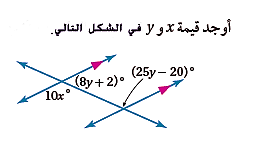 أوجد قيمة x و y في الشكل التالي.
(8y + 2)° (25y − 20)°
10x°